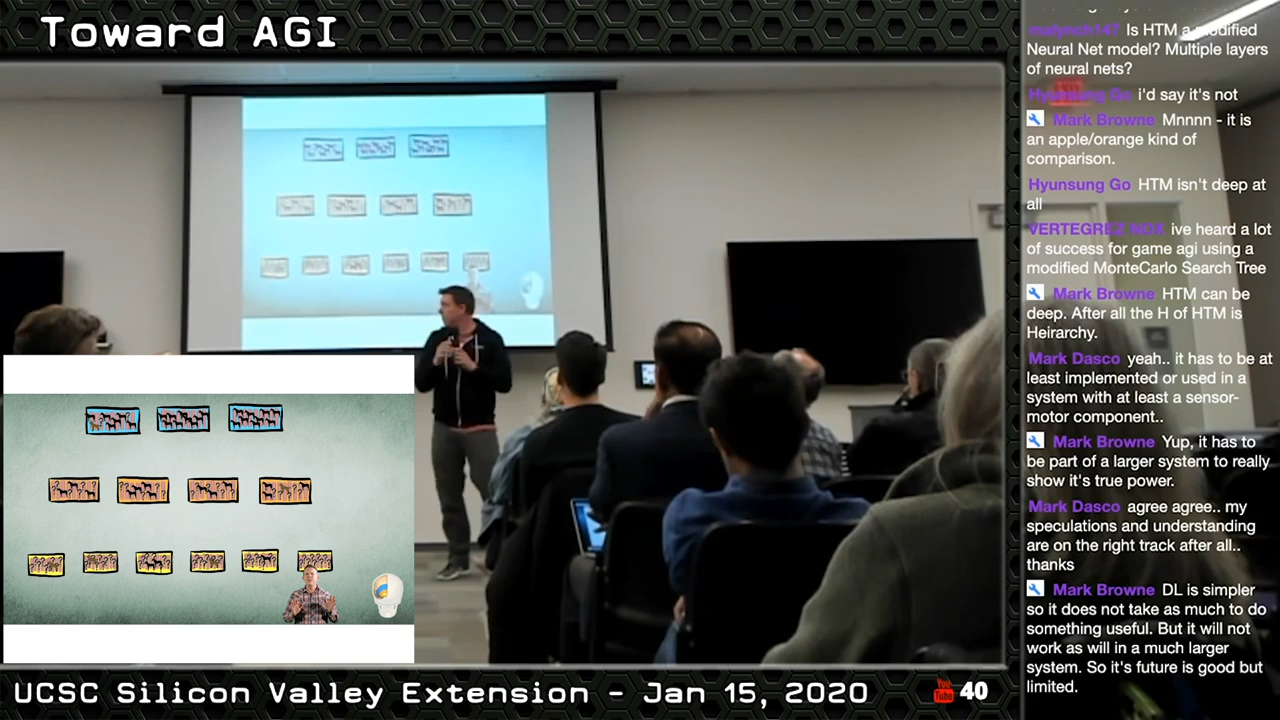 Toward AGI
Is HTM a modified
Neural Net model? Multiple layers
of neural nets?
Hyunsung Go i'd say it's not
Mark Browne Mnnnn - it is
an apple/orange kind of
comparison.
Hyunsung Go HTM isn't deep at
all
VERTEGREZ NOX ive heard a lot
of success for game agi using a
modified MonteCarlo Search Tree
Mark Browne HTM can be
deep. After all the H of HTM is
Heirarchy.
Mark Dasco yeah.. it has to be at
least implemented or used in a
system with at least a sensor-
motor component..
Mark Browne Yup, it has to
be part of a larger system to really
show it's true power.
Mark Dasco agree agree.. my
speculations and understanding
are on the right track after all..
thanks
Mark Browne DL is simpler
so it does not take as much to do
something useful. But it will not
work as will in a much larger
system. So it's future is good but
limited.
UCSC Silicon Valley Extension - Jan 15, 2020
You
Tube
40